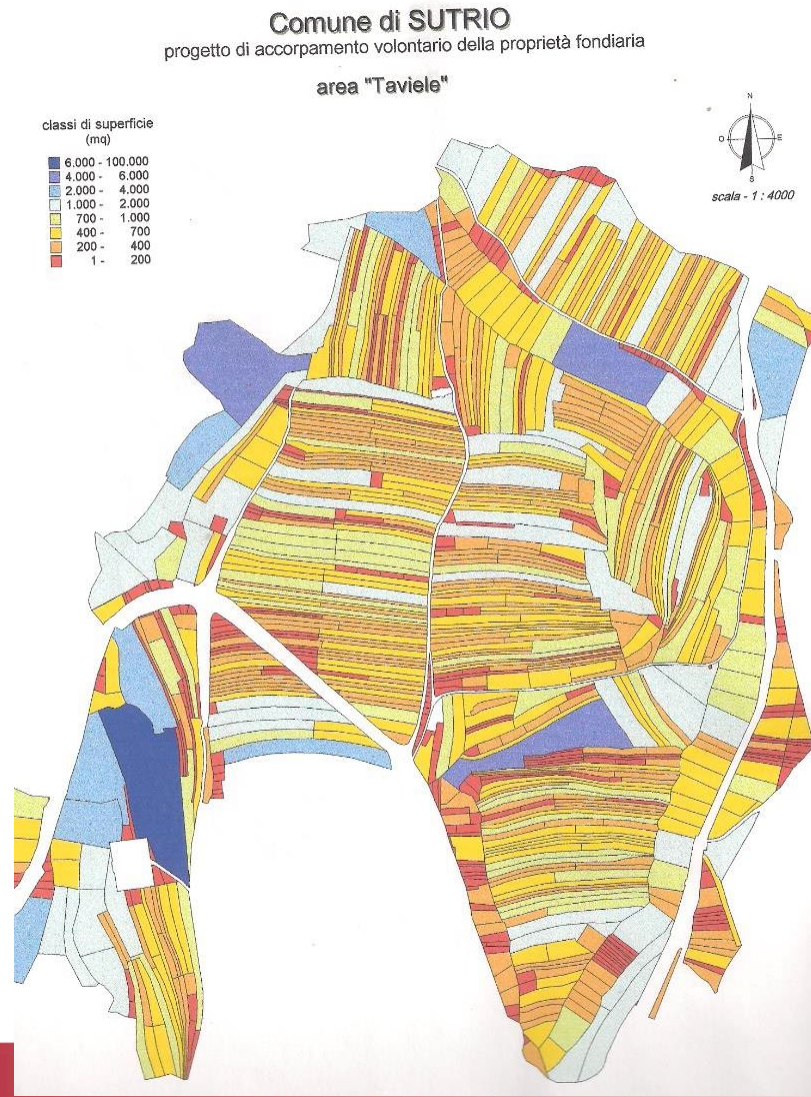 Comune di SUTRIO
progetto di accorpamento volontario della proprietà fondiaria
area "Taviele"
classi di superficie
(mq)
6.000 - 100.000
4.000 - 6.000
2.000 - 4.000
1.000 - 2.000
700 - 1.000
400 - 700
200 - 400
1 - 200
N
O E
S
scala - 1 : 4000